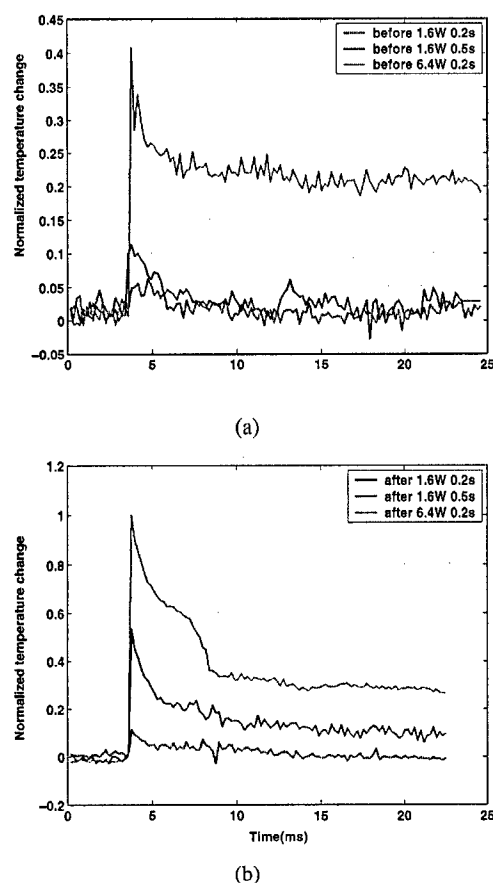 0.45
0.4
0.35
0.3
0.25
0.2
0.15
0.1
0.05
0
−0.05
Normalized temperature change
before 1.6W 0.2s
before 1.6W 0.5s
before 6.4W 0.2s
0 5 10 15 20 25
(a)
1.2
1
0.8
0.6
0.4
0.2
0
−0.2
Normalized temperature change
after 1.6W 0.2s
after 1.6W 0.5s
after 6.4W 0.2s
0 5 10 15 20 25
Time(ms)
(b)